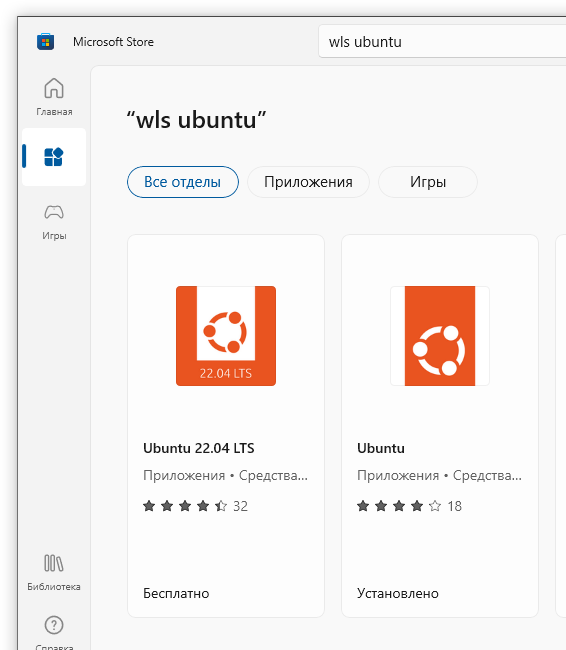 Microsoft Store
wls ubuntu
Главная
Игры
Библиотека
Справка
“wls ubuntu”
Все отделы
Приложения
Игры
22.04 LTS
Ubuntu 22.04 LTS
Приложения • Средства...
32
Бесплатно
Ubuntu
Приложения • Средства...
18
Установлено